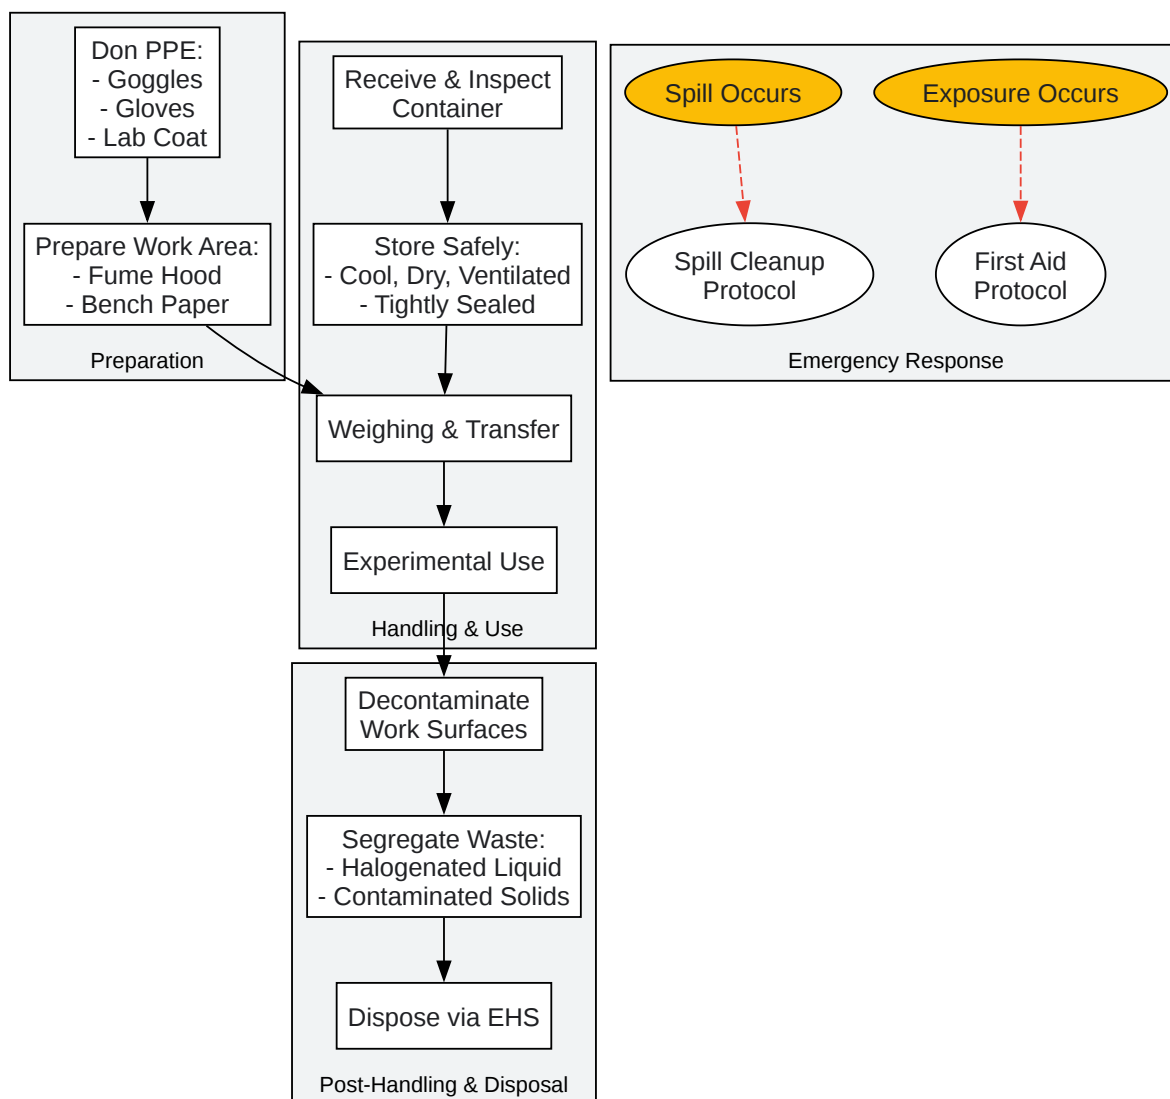 Don PPE:
- Goggles
- Gloves
- Lab Coat
Prepare Work Area:
- Fume Hood
- Bench Paper
Preparation
Receive & Inspect
Container
Store Safely:
- Cool, Dry, Ventilated
- Tightly Sealed
Weighing & Transfer
Experimental Use
Handling & Use
Decontaminate
Work Surfaces
Segregate Waste:
- Halogenated Liquid
- Contaminated Solids
Dispose via EHS
Post-Handling & Disposal
Spill Occurs
Exposure Occurs
Spill Cleanup
Protocol
First Aid
Protocol
Emergency Response